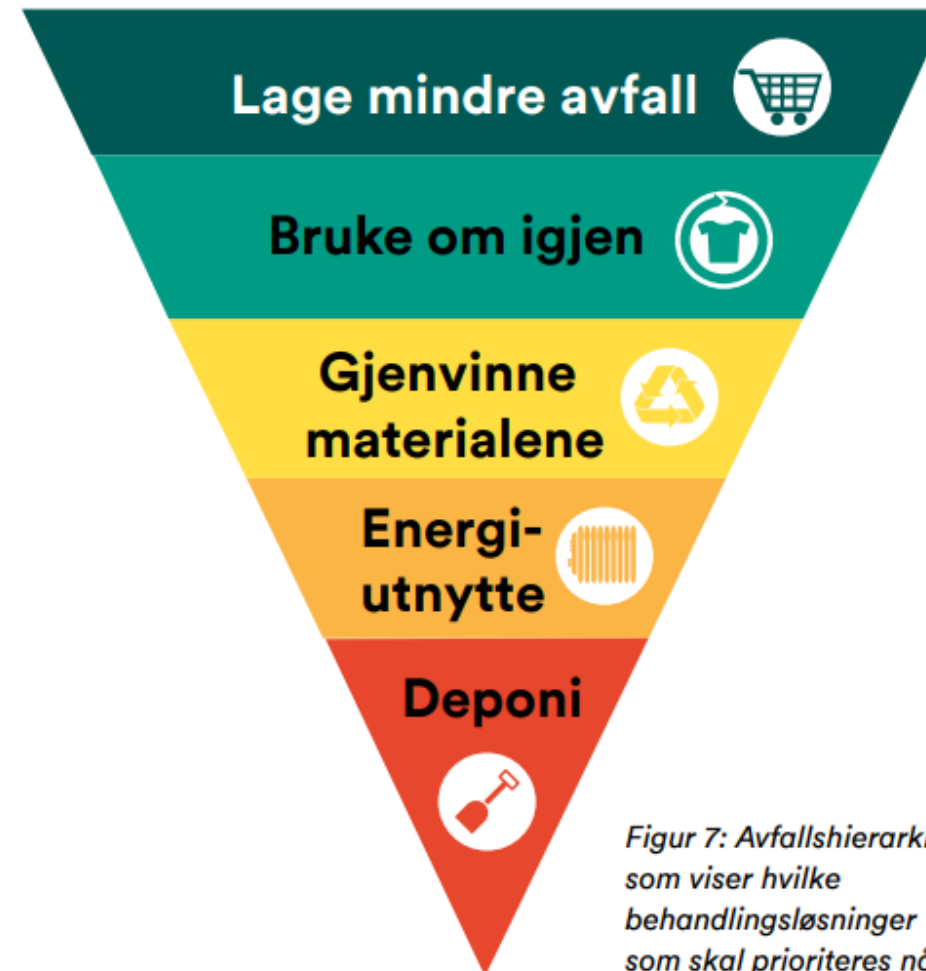 Lage mindre avfall
Bruke om igjen
Gjenvinne
materialene
Energi-
utnytte
Deponi
Figur 7: Avfallshierarki
som viser hvilke
behandlingsløsninger
som skal prioriteres